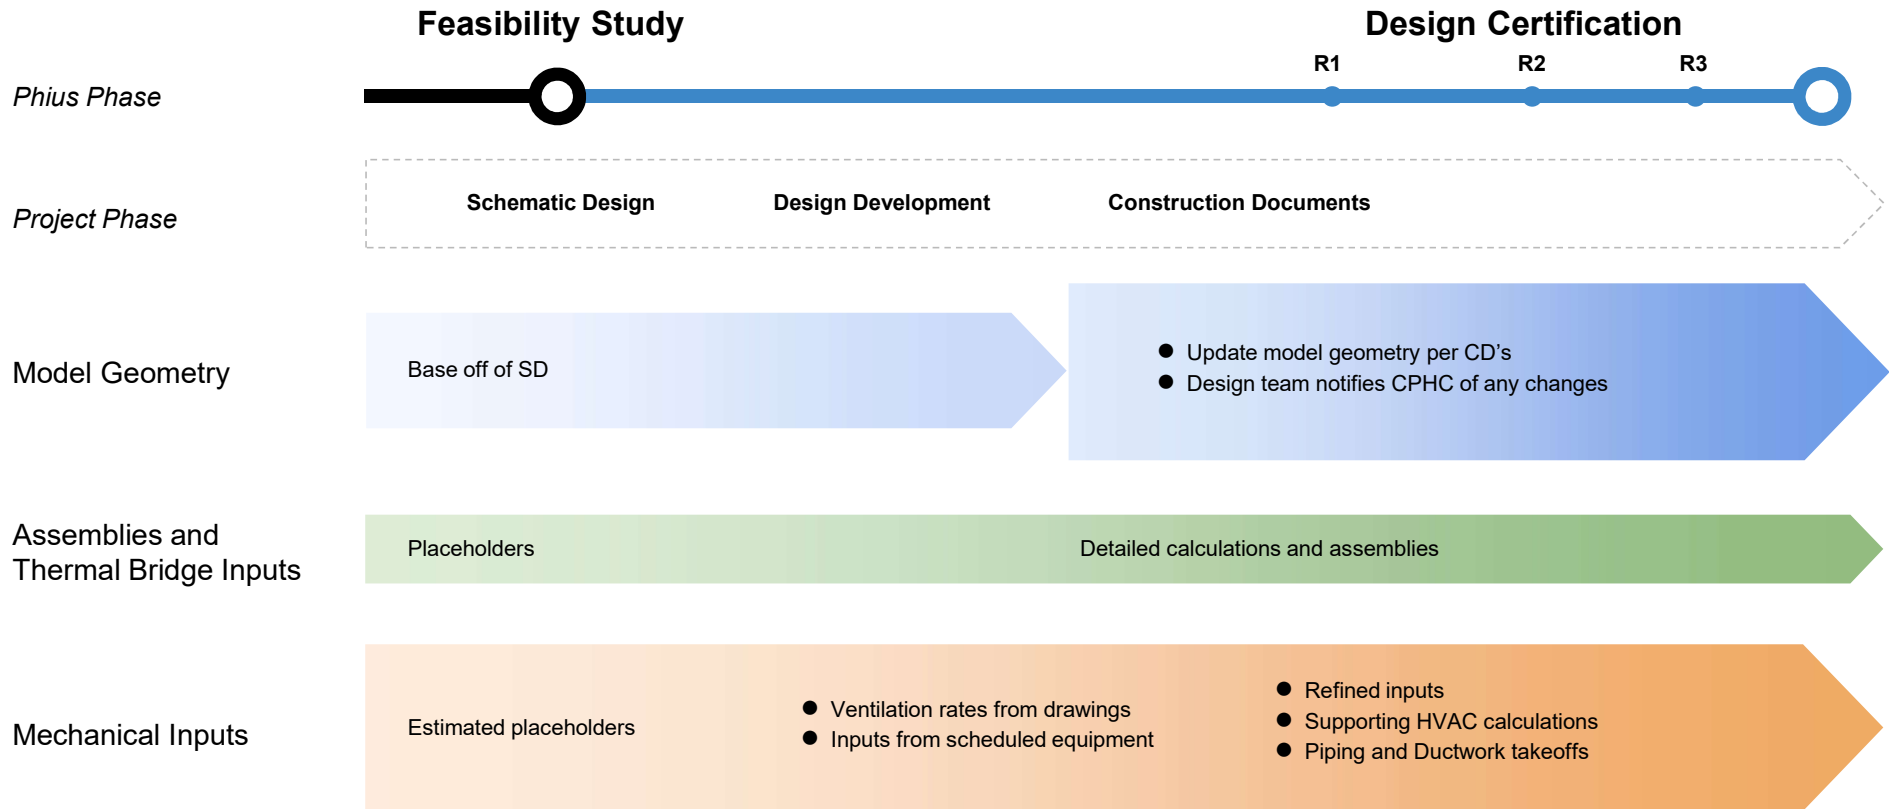 Feasibility Study
Design Certification
R1
R2
R3
Phius Phase
Project Phase
Schematic Design
Design Development
Construction Documents
Model Geometry
Base off of SD
● Update model geometry per CD's
● Design team notifies CPHC of any changes
Assemblies and
Thermal Bridge Inputs
Placeholders
Detailed calculations and assemblies
Mechanical Inputs
Estimated placeholders
● Ventilation rates from drawings
● Inputs from scheduled equipment
● Refined inputs
● Supporting HVAC calculations
● Piping and Ductwork takeoffs